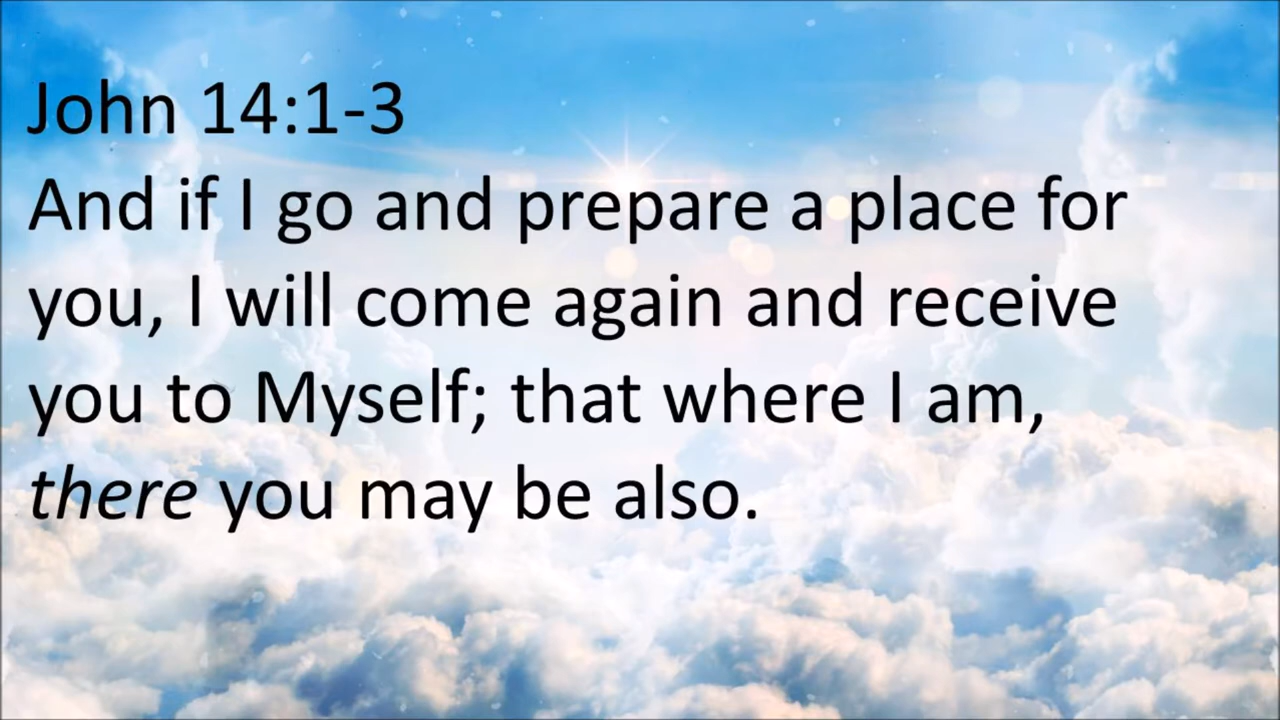 John 14:1-3
And if I go and prepare a place for
you, I will come again and receive
you to Myself; that where I am,
there you may be also.